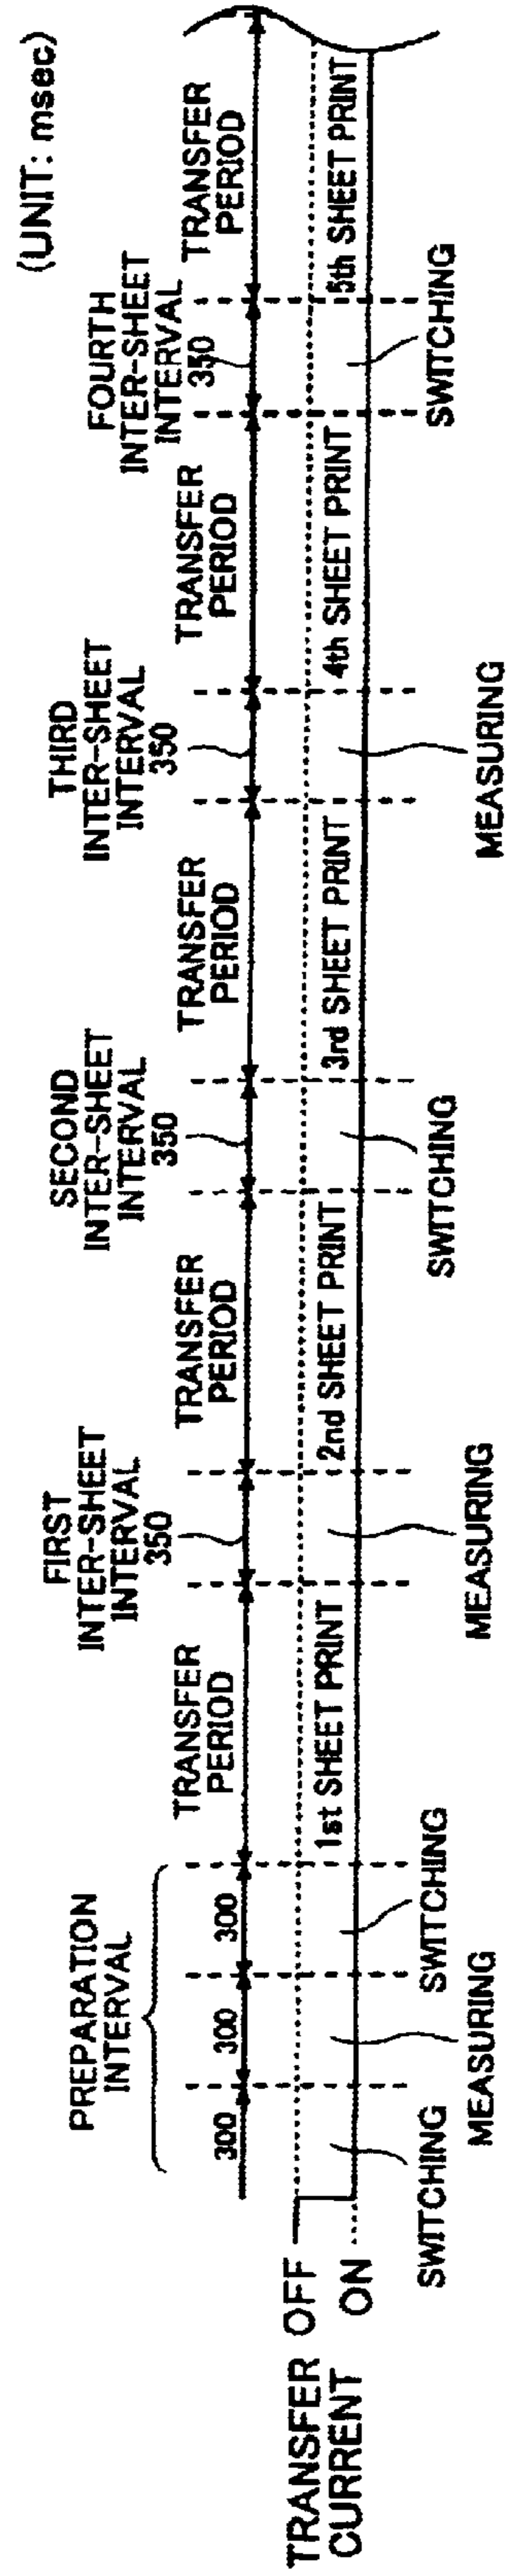 (UNIT: msec)
PREPARATION
INTERVAL
FIRST
INTER-SHEET
INTERVAL
350
SECOND
INTER-SHEET
INTERVAL
350
THIRD
INTER-SHEET
INTERVAL
350
FOURTH
INTER-SHEET
INTERVAL
350
300
300
300
TRANSFER
PERIOD
TRANSFER
PERIOD
TRANSFER
PERIOD
TRANSFER
PERIOD
TRANSFER
PERIOD
TRANSFER OFF
CURRENT ON
1st SHEET PRINT
2nd SHEET PRINT
3rd SHEET PRINT
4th SHEET PRINT
5th SHEET PRINT
SWITCHING
MEASURING
SWITCHING
MEASURING
SWITCHING
MEASURING
SWITCHING